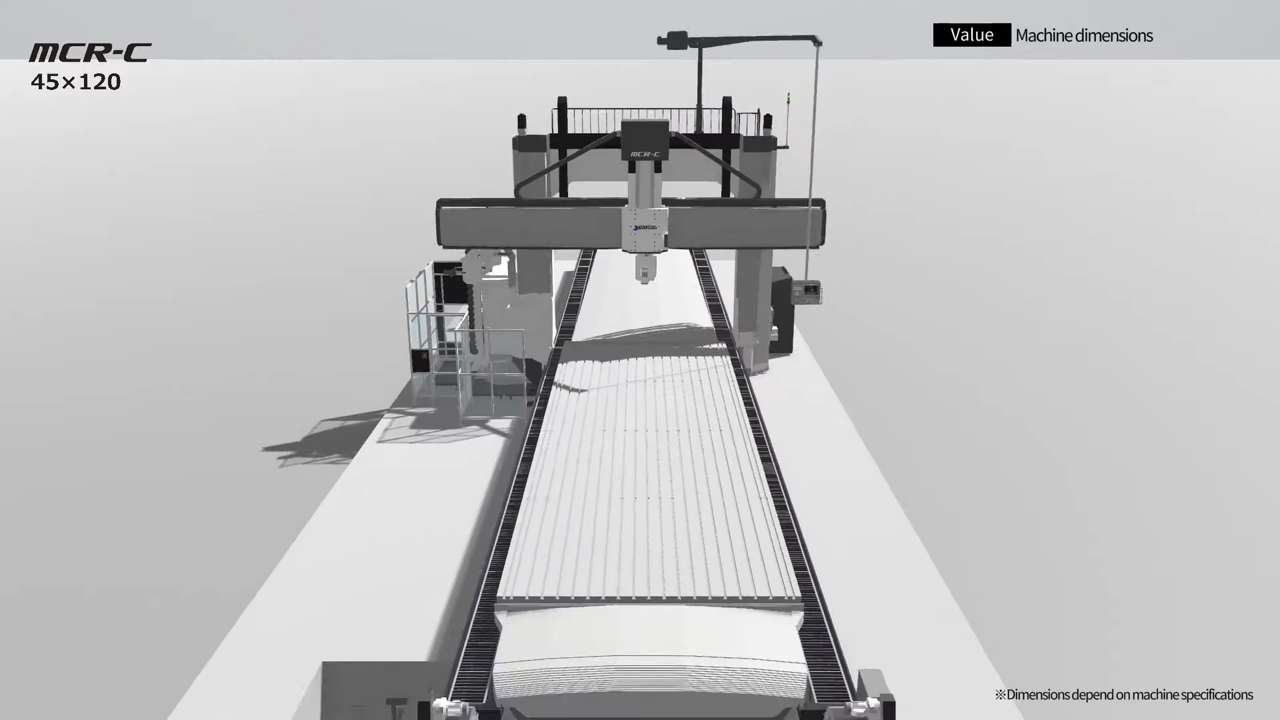 MCR-C
45×120
Value Machine dimensions
MCR-C
※Dimensions depend on machine specifications